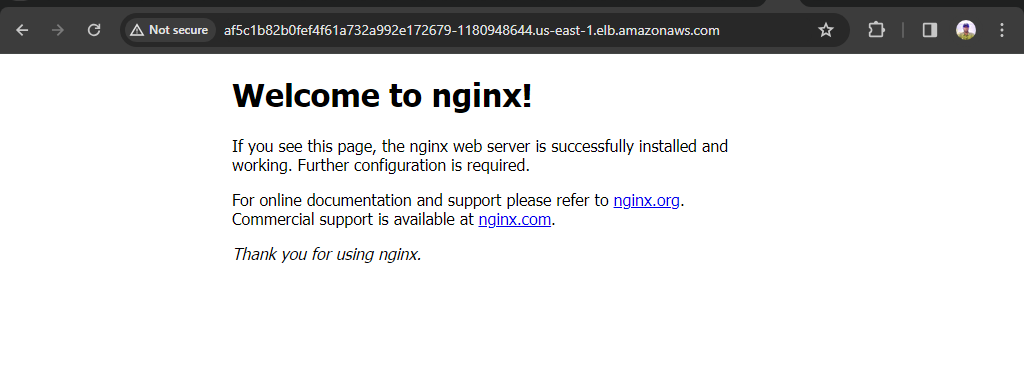 Not secure
af5c1b82b0fef4f61a732a992e172679-1180948644.us-east-1.elb.amazonaws.com
Welcome to nginx!
If you see this page, the nginx web server is successfully installed and
working. Further configuration is required.
For online documentation and support please refer to nginx.org.
Commercial support is available at nginx.com.
Thank you for using nginx.